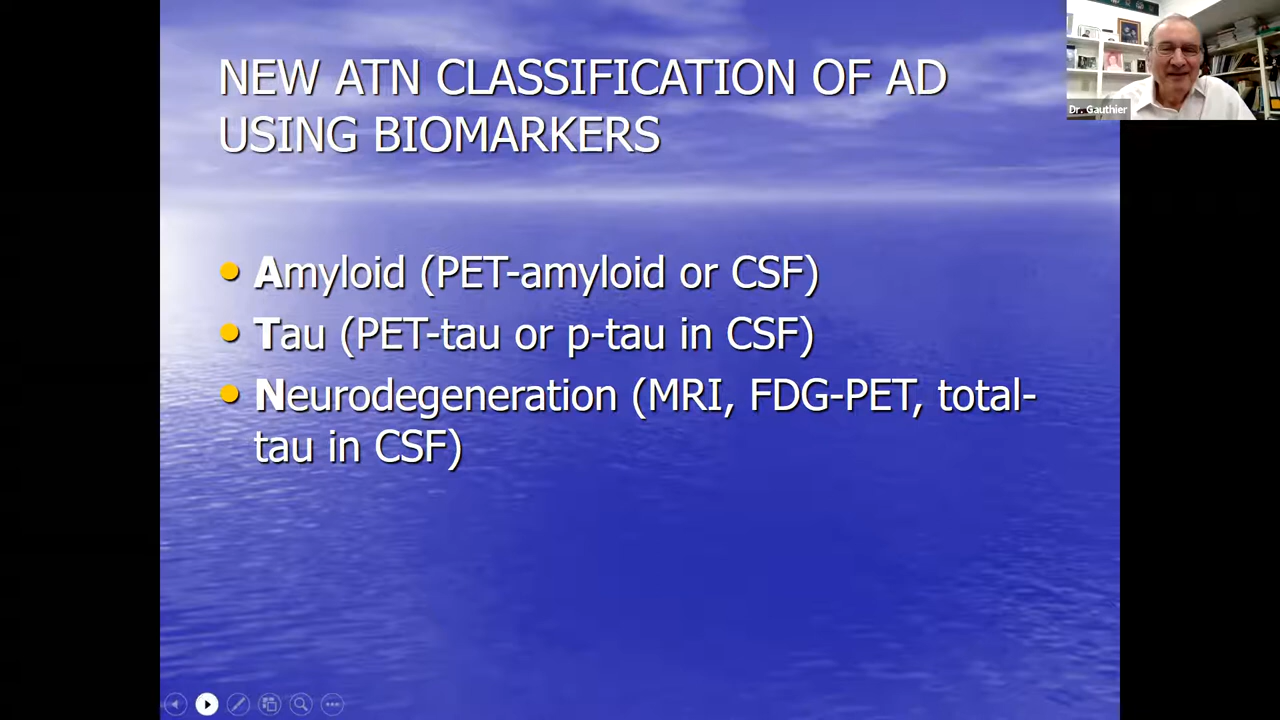 NEW ATN CLASSIFICATION OF AD
USING BIOMARKERS
Dr. Gauthier
• Amyloid (PET-amyloid or CSF)
• Tau (PET-tau or p-tau in CSF)
• Neurodegeneration (MRI, FDG-PET, total-
tau in CSF)